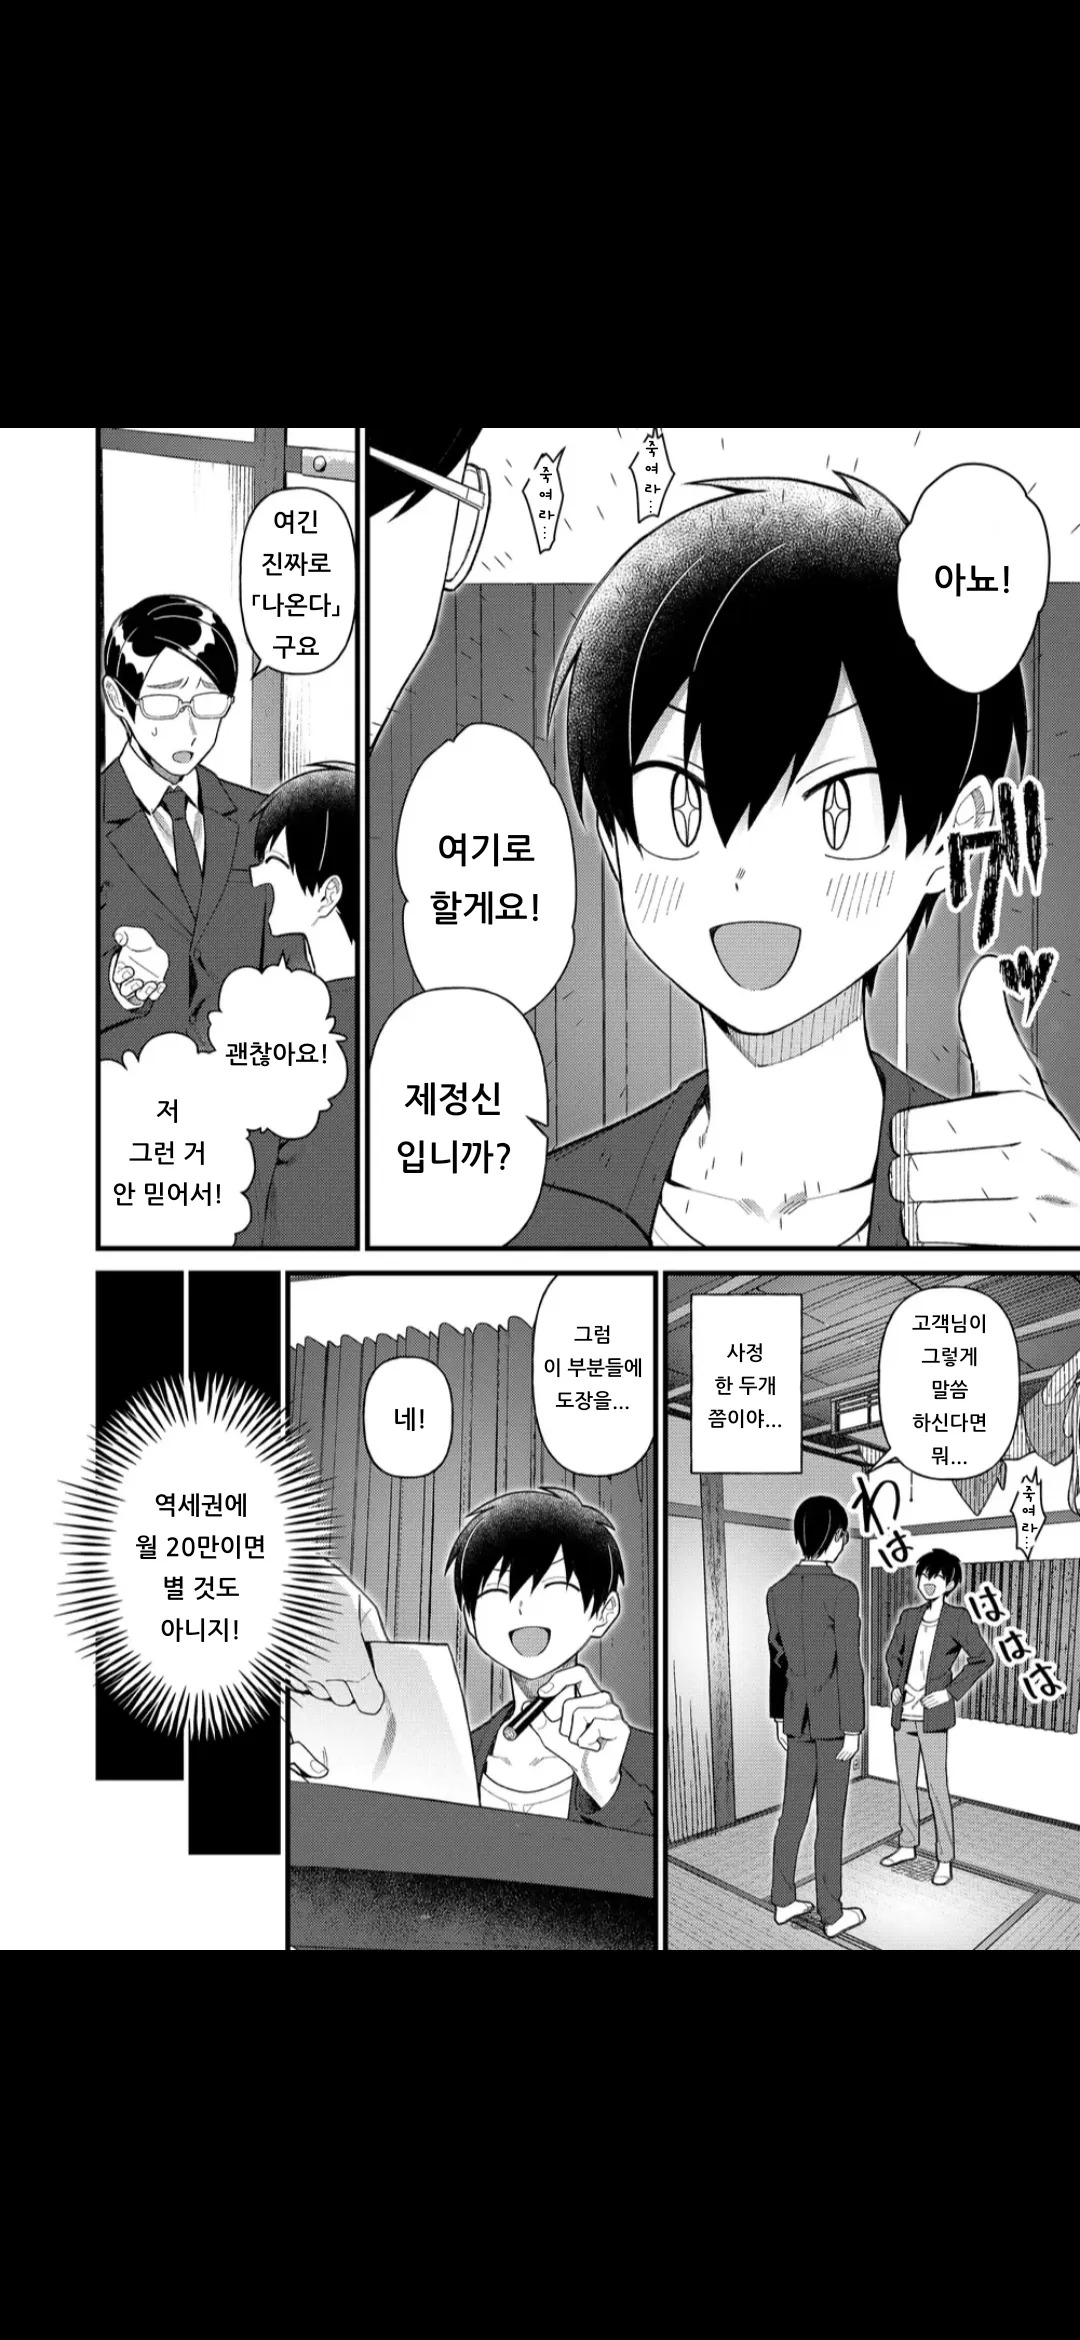 아뇨!
죽
여
라
…
죽
여
라
…
여기로
할게요!
제정신
입니까?
グッ
여긴
진짜로
「나온다」
구요
괜찮아요!
저
그런 거
안 믿어서!
고객님이
그렇게
말씀
하신다면
뭐...
죽
여
라
…
わは
ははは
사정
한 두개
쯤이야...
그럼
이 부분들에
도장을...
네!
역세권에
월 20만이면
별 것도
아니지!